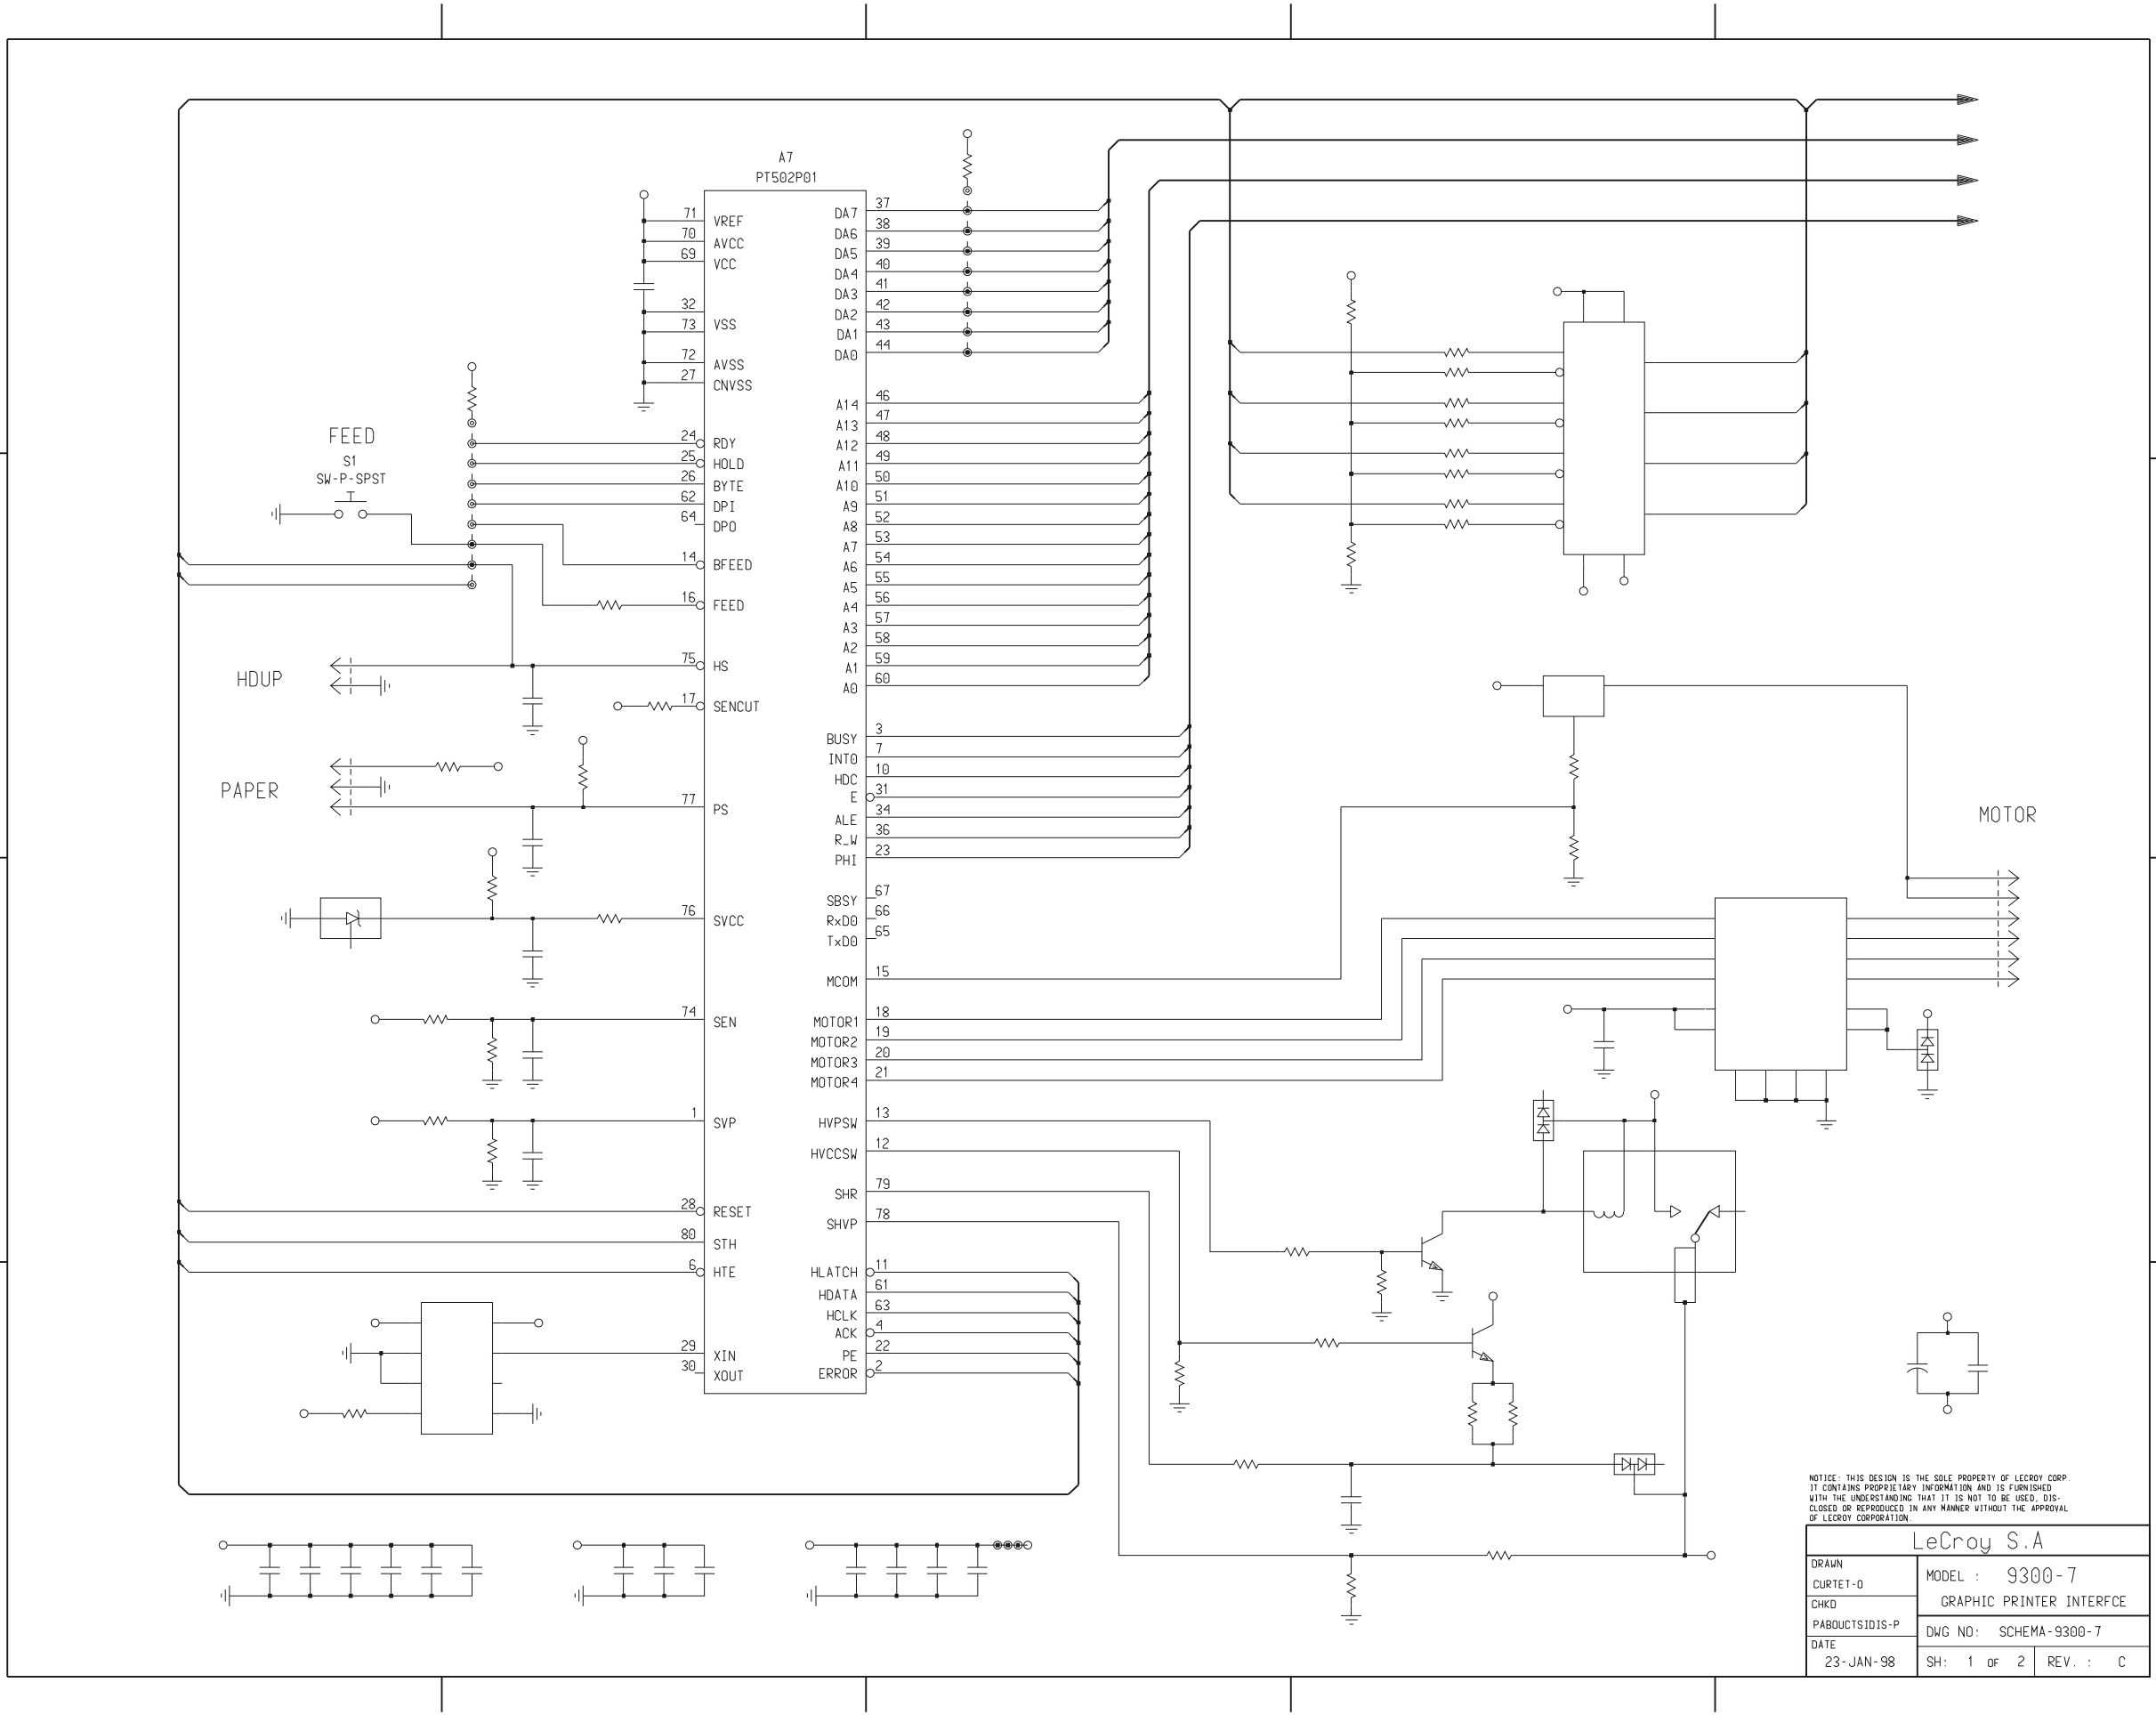 A7
PT502P01
71 VREF
70 AVCC
69 VCC
32
73 VSS
72 AVSS
27 CNVSS
24 RDY
25 HOLD
26 BYTE
62 DPI
64 DPO
14 BFEED
16 FEED
75 HS
17 SENCUT
77 PS
76 SVCC
74 SEN
1 SVP
28 RESET
80 STH
6 HTE
29 XIN
30 XOUT
DA7 37
DA6 38
DA5 39
DA4 40
DA3 41
DA2 42
DA1 43
DA0 44
A14 46
A13 47
A12 48
A11 49
A10 50
A9 51
A8 52
A7 53
A6 54
A5 55
A4 56
A3 57
A2 58
A1 59
A0 60
BUSY 3
INT0 7
HDC 10
E 31
ALE 34
R_W 36
PHI 23
SBSY 67
RxD0 66
TxD0 65
MCOM 15
MOTOR1 18
MOTOR2 19
MOTOR3 20
MOTOR4 21
HVPSW 13
HVCCSW 12
SHR 79
SHVP 78
HLATCH 11
HDATA 61
HCLK 63
ACK 4
PE 22
ERROR 2
FEED
S1
SW-P-SPST
HDUP
PAPER
MOTOR
NOTICE: THIS DESIGN IS THE SOLE PROPERTY OF LECROY CORP.
IT CONTAINS PROPRIETARY INFORMATION AND IS FURNISHED
WITH THE UNDERSTANDING THAT IT IS NOT TO BE USED, DIS-
CLOSED OR REPRODUCED IN ANY MANNER WITHOUT THE APPROVAL
OF LECROY CORPORATION.
LeCroy S.A
DRAWN
CURTET-O
CHKD
PABOUCTSIDIS-P
DATE
23-JAN-98
MODEL : 9300-7
GRAPHIC PRINTER INTERFCE
DWG NO: SCHEMA-9300-7
SH: 1 OF 2 REV. : C